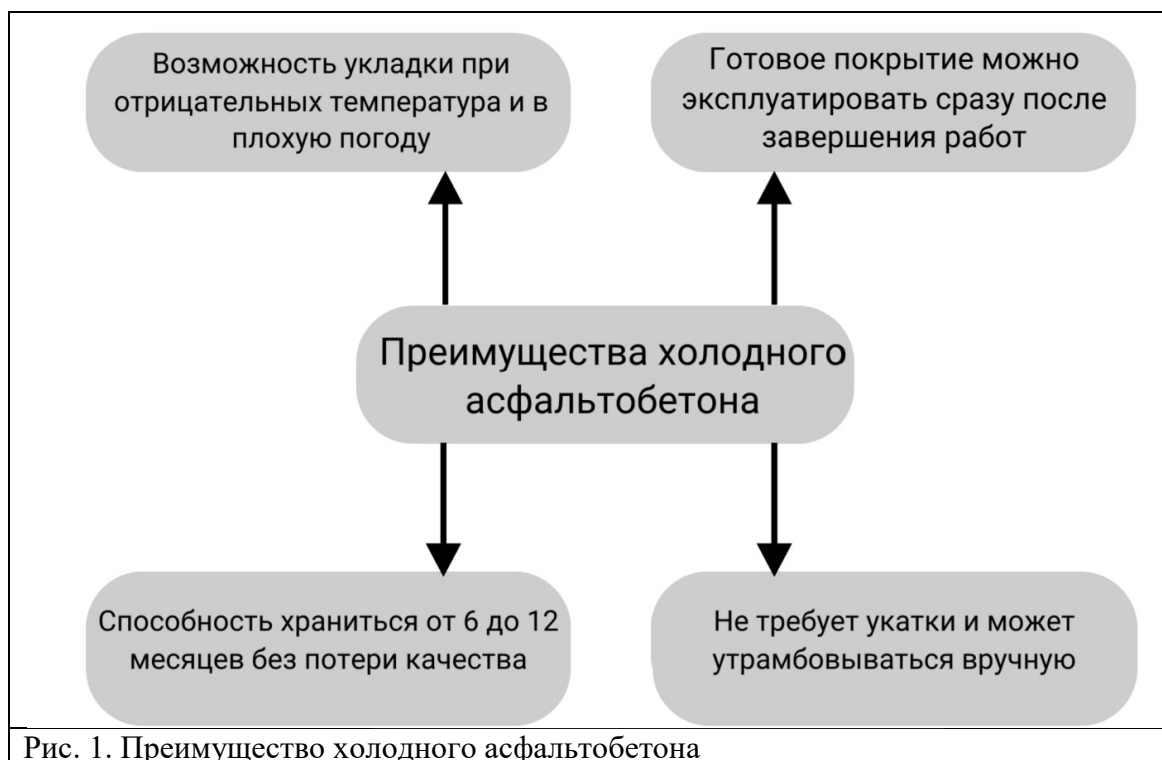 Возможность укладки при
отрицательных температура и в
плохую погоду
Готовое покрытие можно
эксплуатировать сразу после
завершения работ
Преимущества холодного
асфальтобетона
Способность храниться от 6 до 12
месяцев без потери качества
Не требует укатки и может
утрамбовываться вручную
Рис. 1. Преимущество холодного асфальтобетона